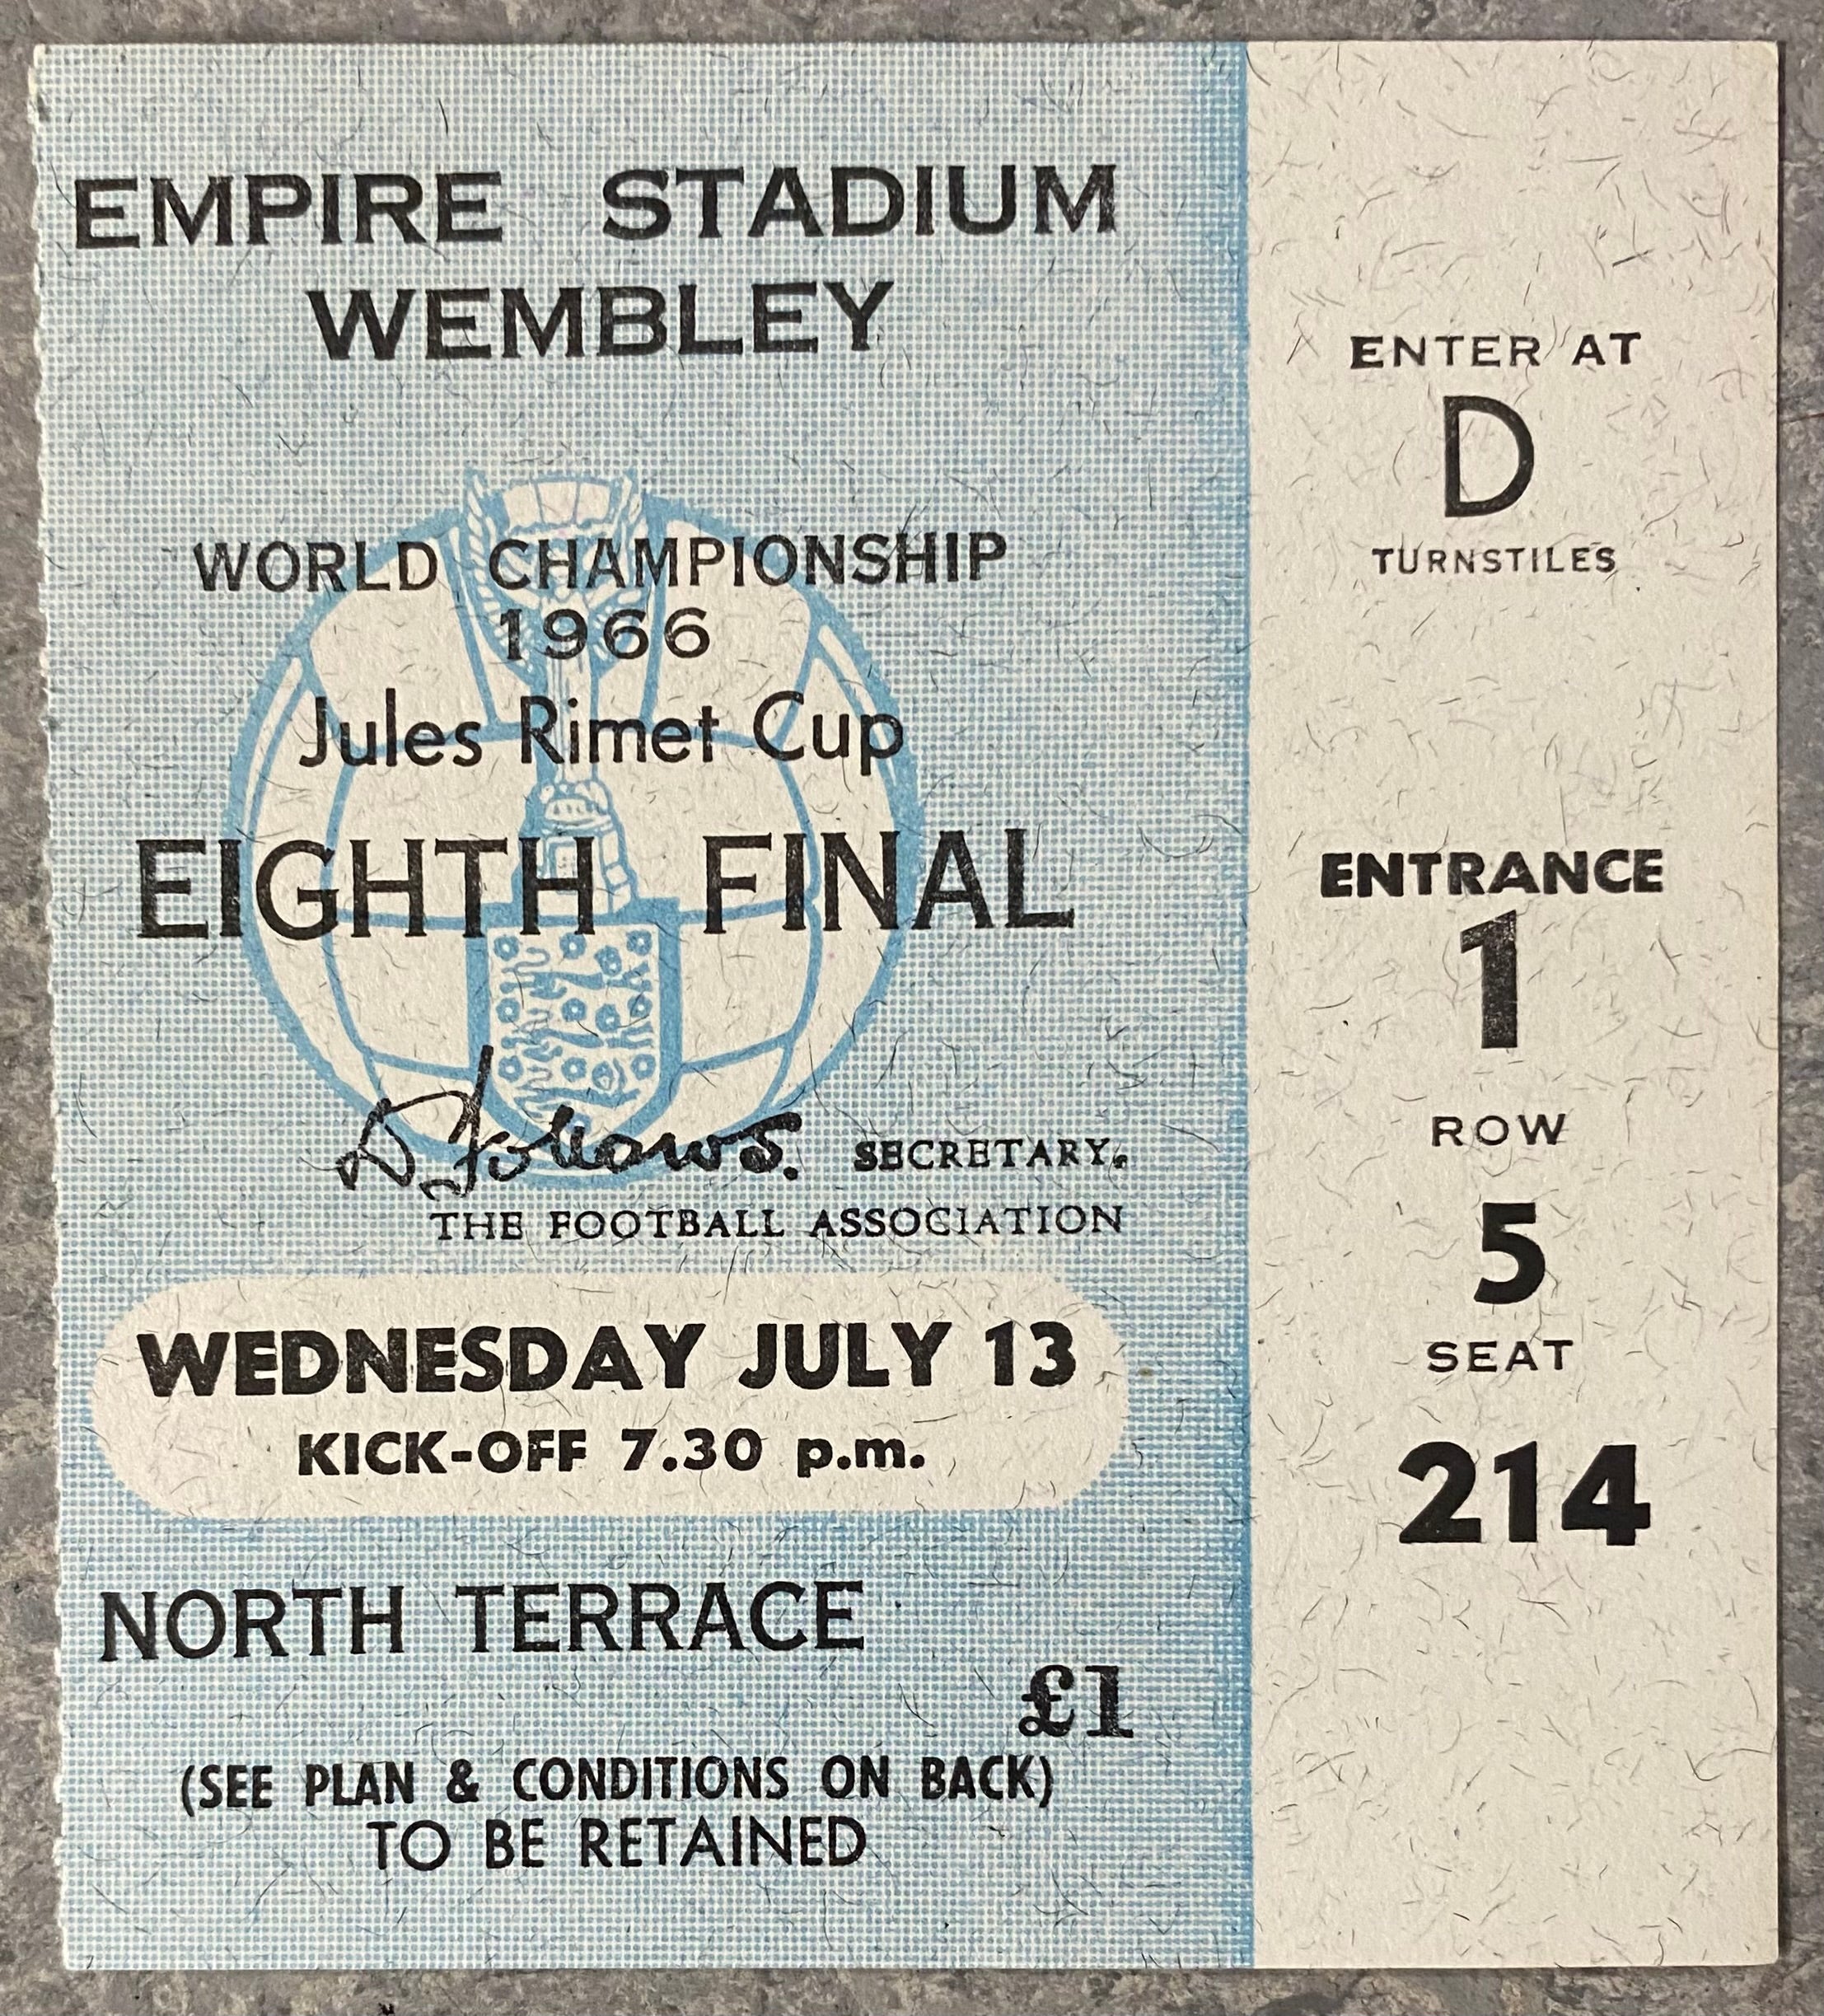 EMPIRE STADIUM
WEMBLEY
WORLD CHAMPIONSHIP
1966
Jules Rimet Cup
EIGHTH FINAL
D Follows. SECRETARY.
THE FOOTBALL ASSOCIATION
WEDNESDAY JULY 13
KICK-OFF 7.30 p.m.
NORTH TERRACE
£1
(SEE PLAN & CONDITIONS ON BACK)
TO BE RETAINED
ENTER AT
D
TURNSTILES
ENTRANCE
1
ROW
5
SEAT
214